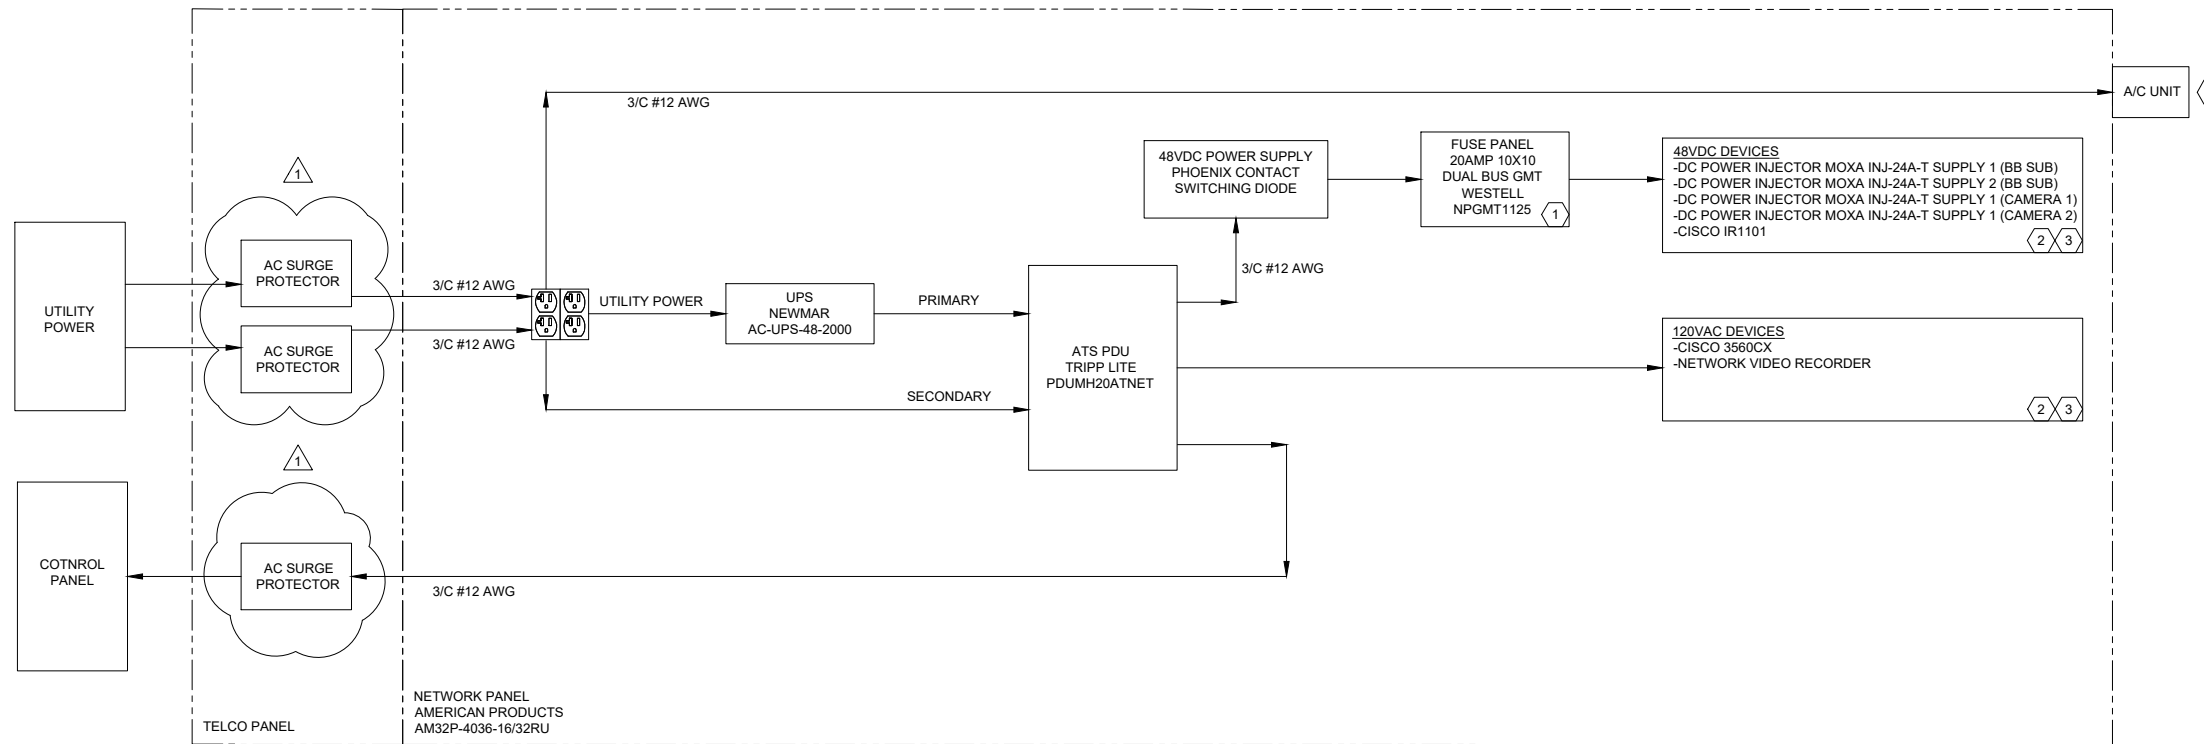 3/C #12 AWG
A/C UNIT
1
48VDC POWER SUPPLY
PHOENIX CONTACT
SWITCHING DIODE
FUSE PANEL
20AMP 10X10
DUAL BUS GMT
WESTELL
NPGMT1125
1
48VDC DEVICES
-DC POWER INJECTOR MOXA INJ-24A-T SUPPLY 1 (BB SUB)
-DC POWER INJECTOR MOXA INJ-24A-T SUPPLY 2 (BB SUB)
-DC POWER INJECTOR MOXA INJ-24A-T SUPPLY 1 (CAMERA 1)
-DC POWER INJECTOR MOXA INJ-24A-T SUPPLY 1 (CAMERA 2)
-CISCO IR1101
2 3
UTILITY
POWER
AC SURGE
PROTECTOR
AC SURGE
PROTECTOR
3/C #12 AWG
3/C #12 AWG
UTILITY POWER
UPS
NEWMAR
AC-UPS-48-2000
PRIMARY
SECONDARY
ATS PDU
TRIPP LITE
PDUMH20ATNET
3/C #12 AWG
120VAC DEVICES
-CISCO 3560CX
-NETWORK VIDEO RECORDER
2 3
1
COTNROL
PANEL
AC SURGE
PROTECTOR
3/C #12 AWG
TELCO PANEL
NETWORK PANEL
AMERICAN PRODUCTS
AM32P-4036-16/32RU